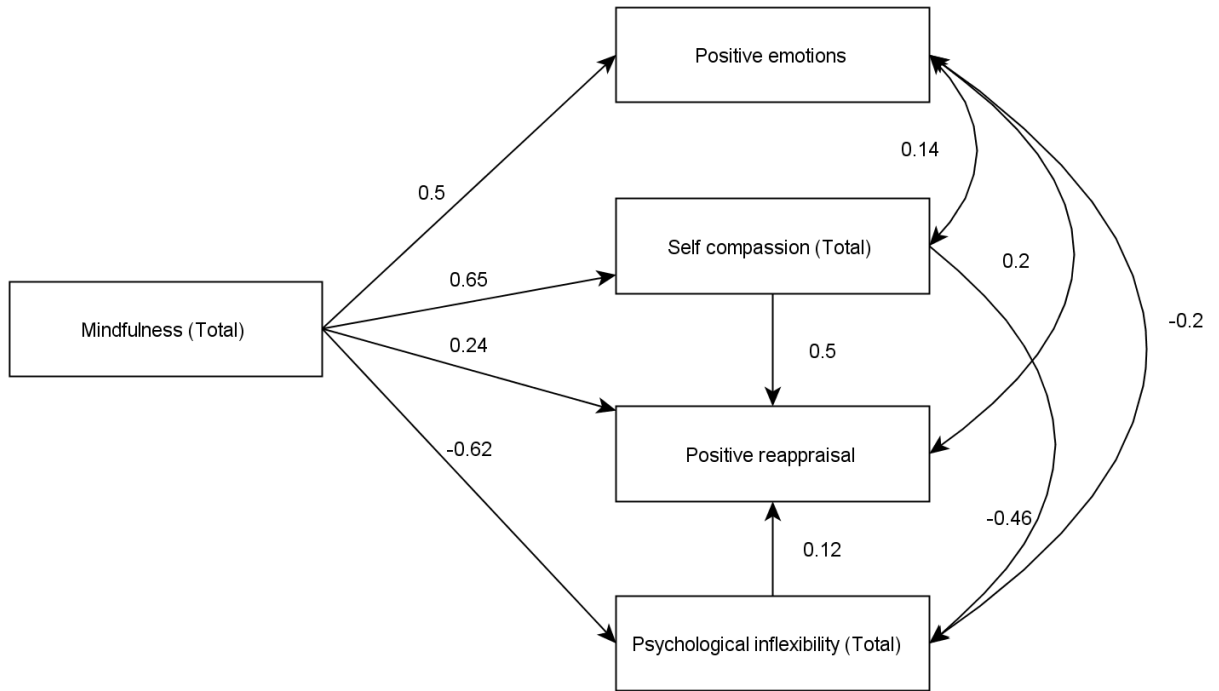 Positive emotions
0.14
0.5
Self compassion (Total)
0.2
0.65
Mindfulness (Total)
-0.2
0.24
0.5
-0.62
Positive reappraisal
-0.46
0.12
Psychological inflexibility (Total)